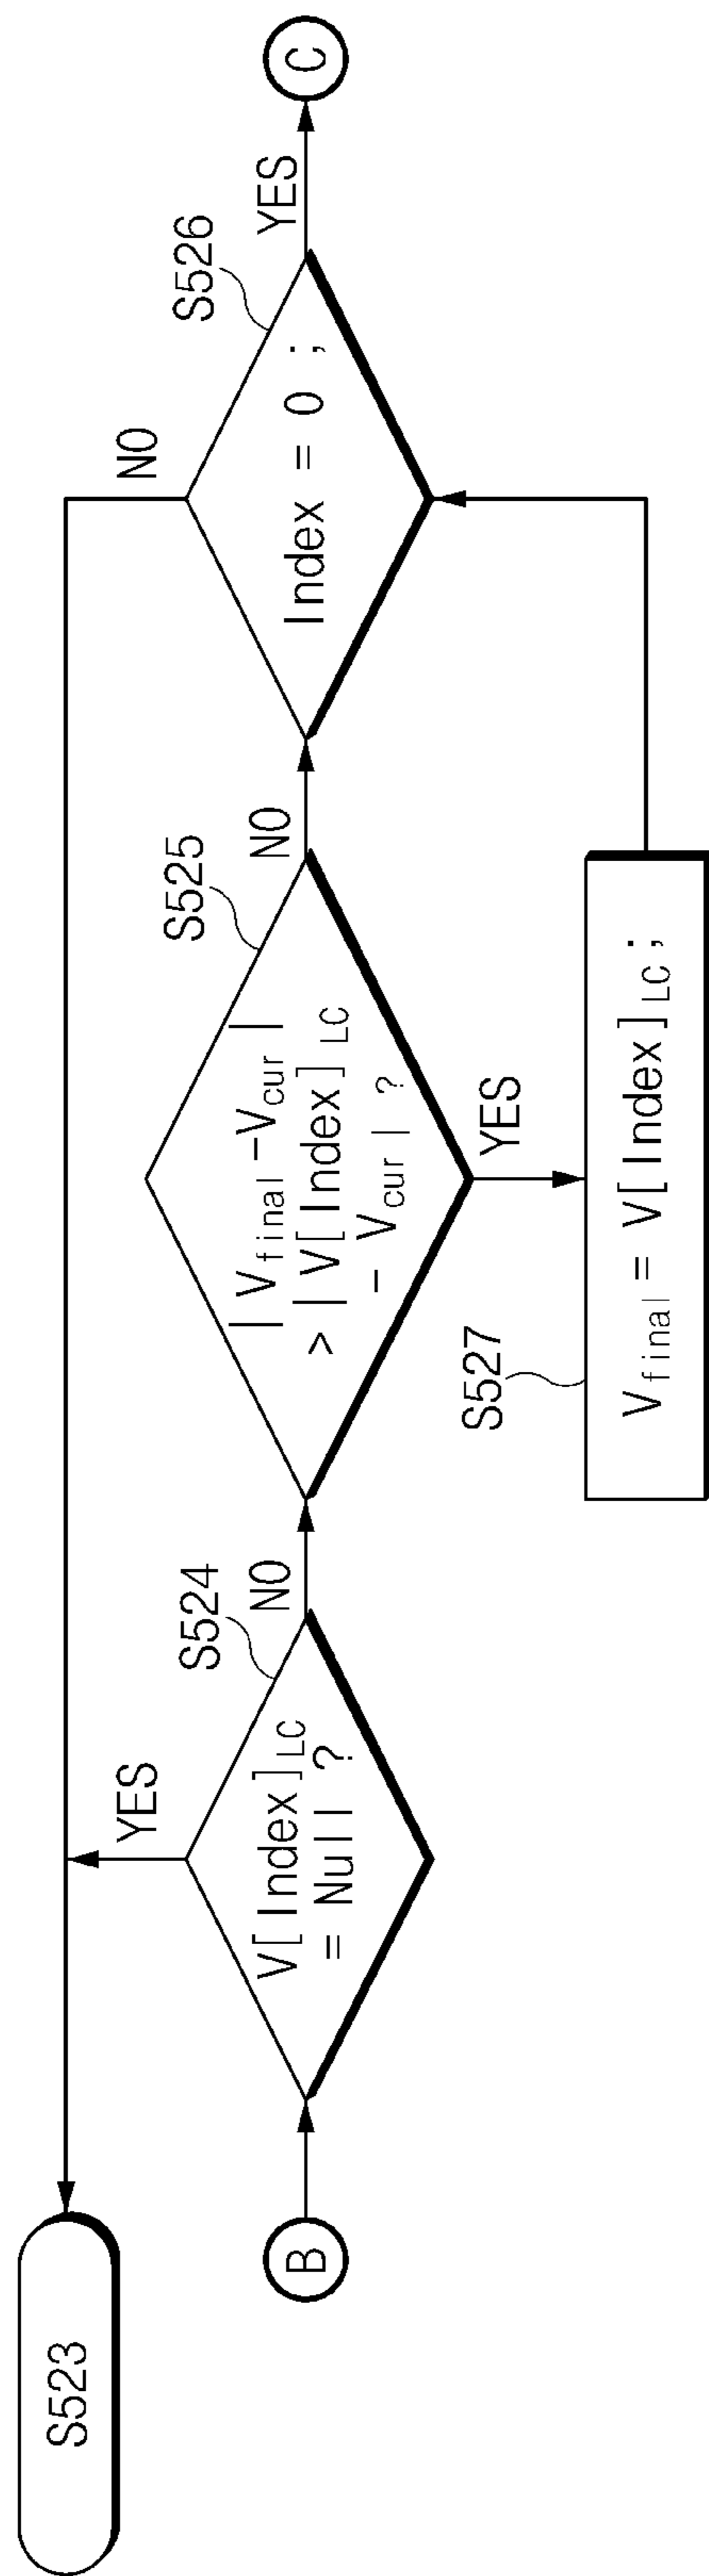 S523
B
V[Index]LC
= Null ?
S524
YES
NO
|Vfinal-Vcur|
>|V[Index]LC
- Vcur| ?
S525
NO
YES
S527
Vfinal = V[Index]LC;
Index = 0 ;
S526
NO
YES
C